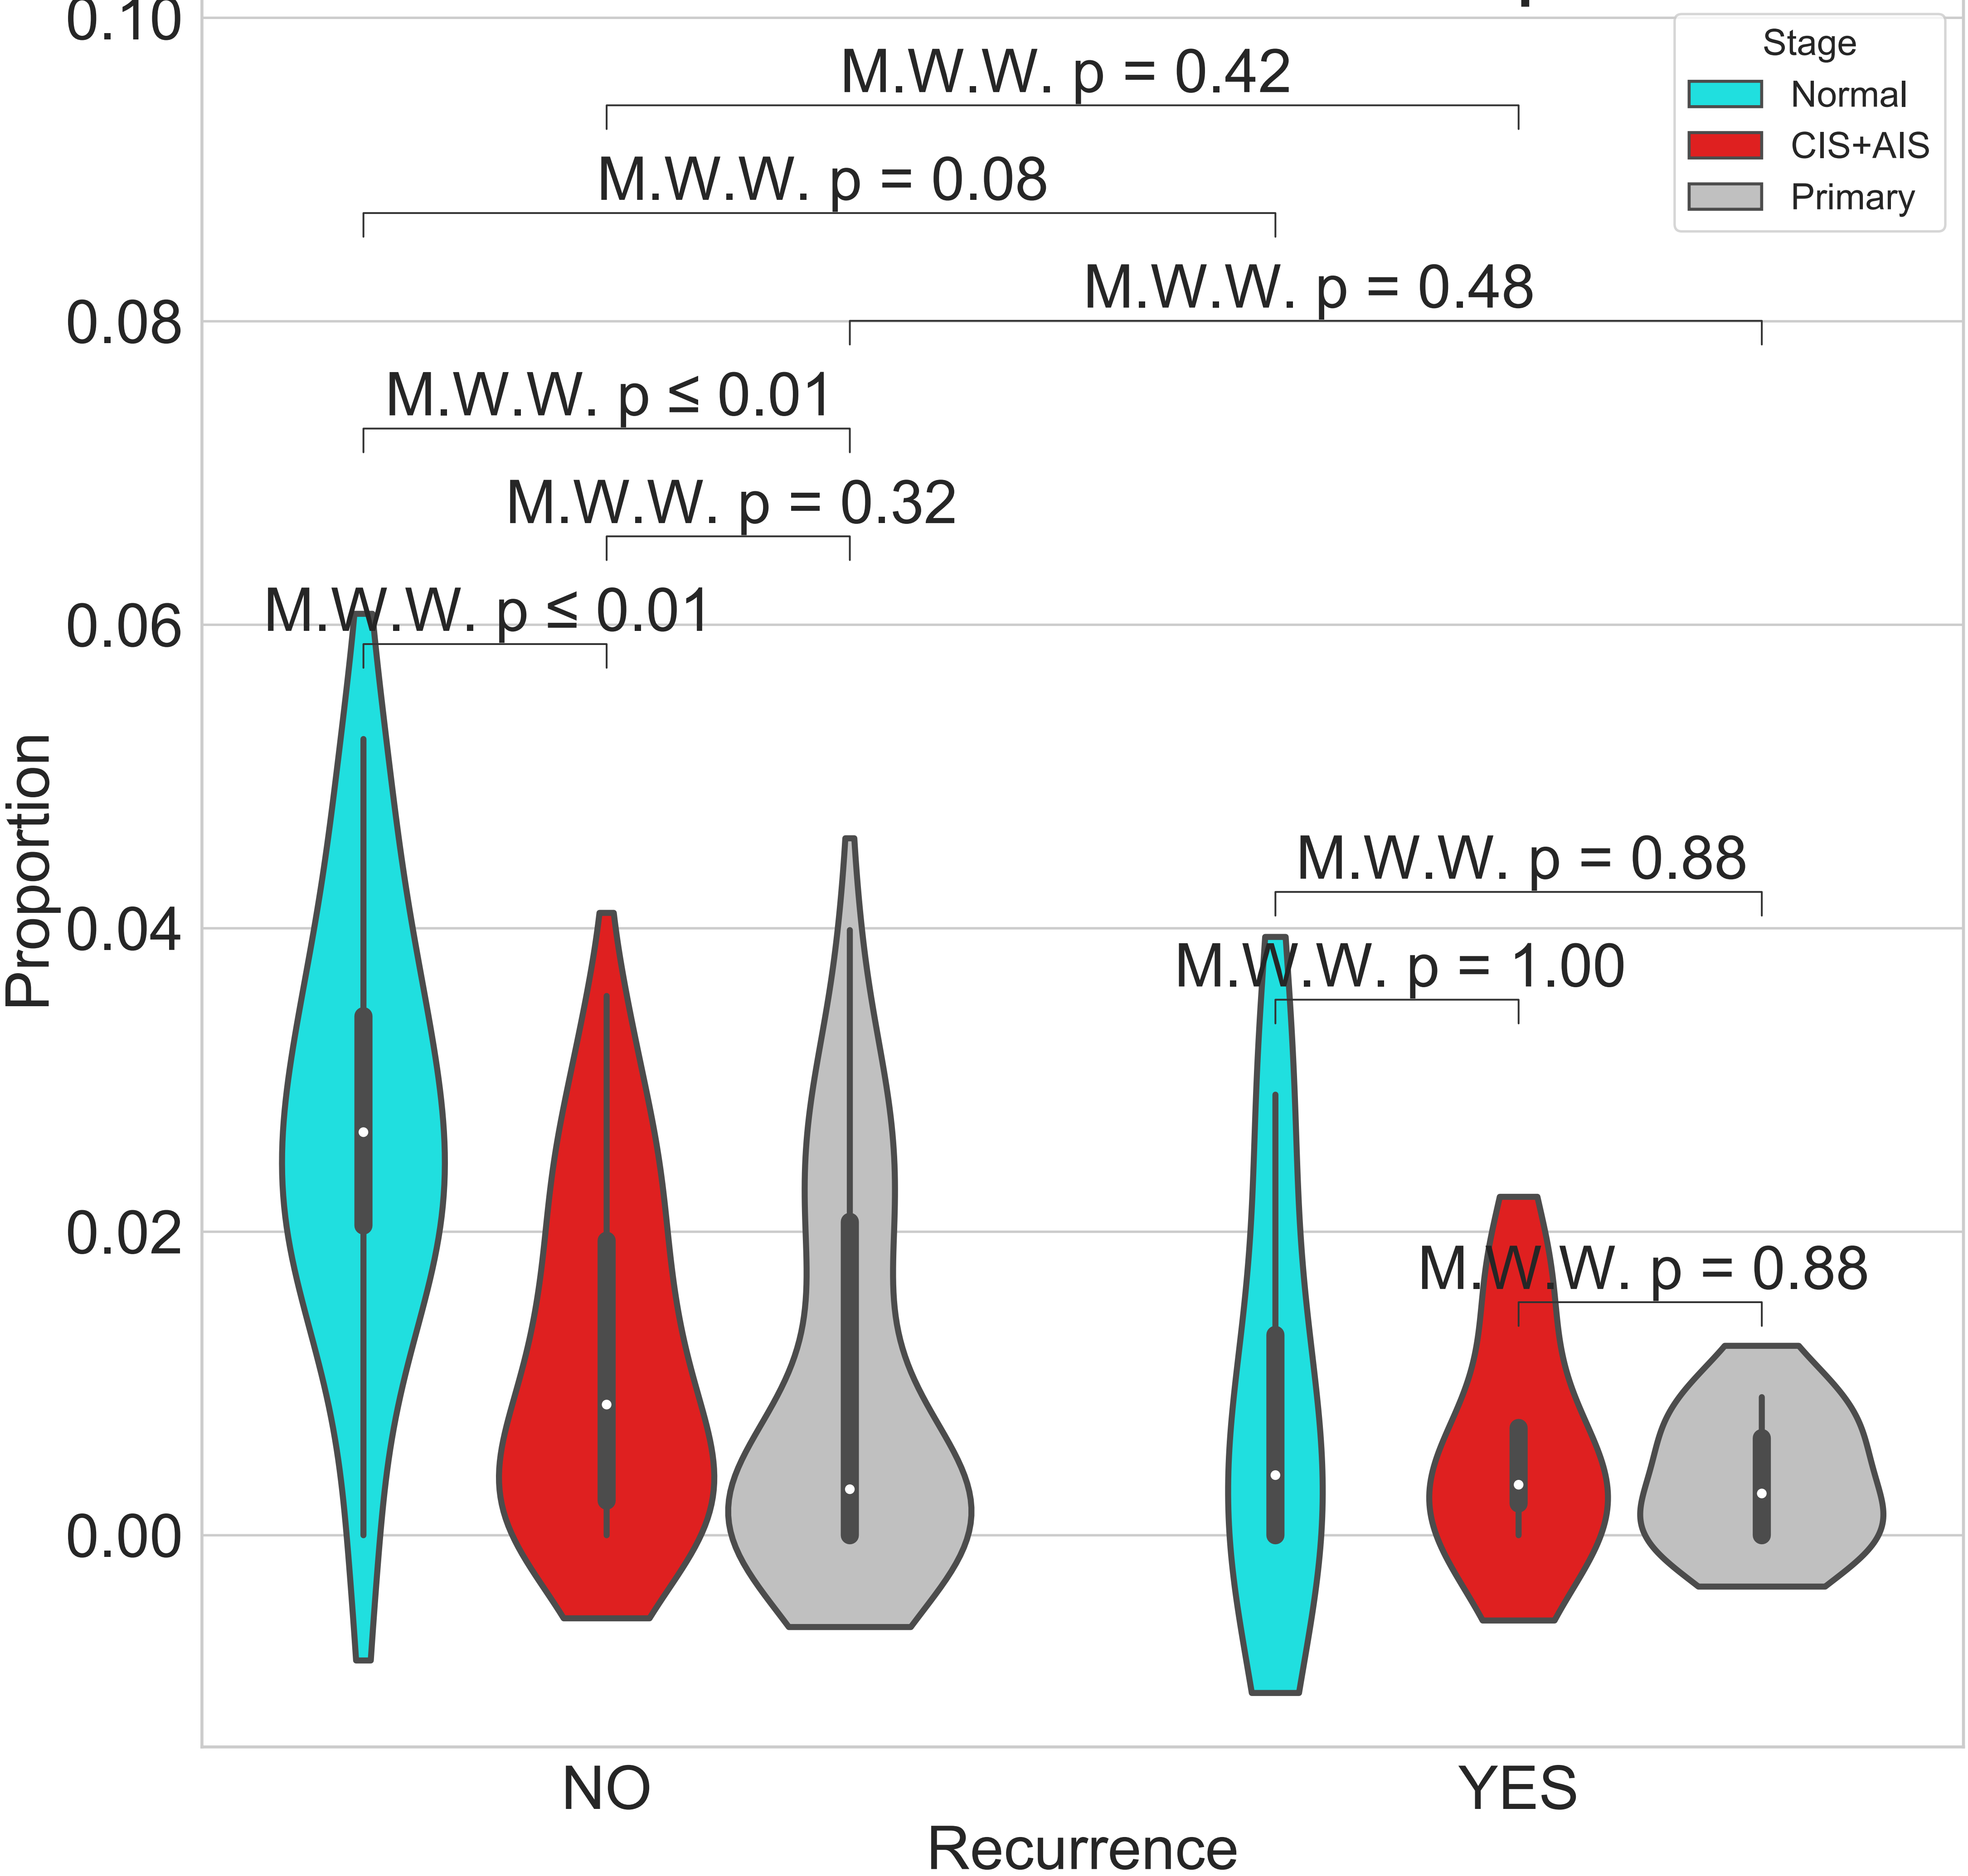 0.10
M.W.W. p = 0.42
Stage
Normal
CIS+AIS
Primary
M.W.W. p = 0.08
M.W.W. p = 0.48
0.08
M.W.W. p ≤ 0.01
M.W.W. p = 0.32
M.W.W. p ≤ 0.01
0.06
Proportion
M.W.W. p = 0.88
0.04
M.W.W. p = 1.00
0.02
M.W.W. p = 0.88
0.00
NO
YES
Recurrence